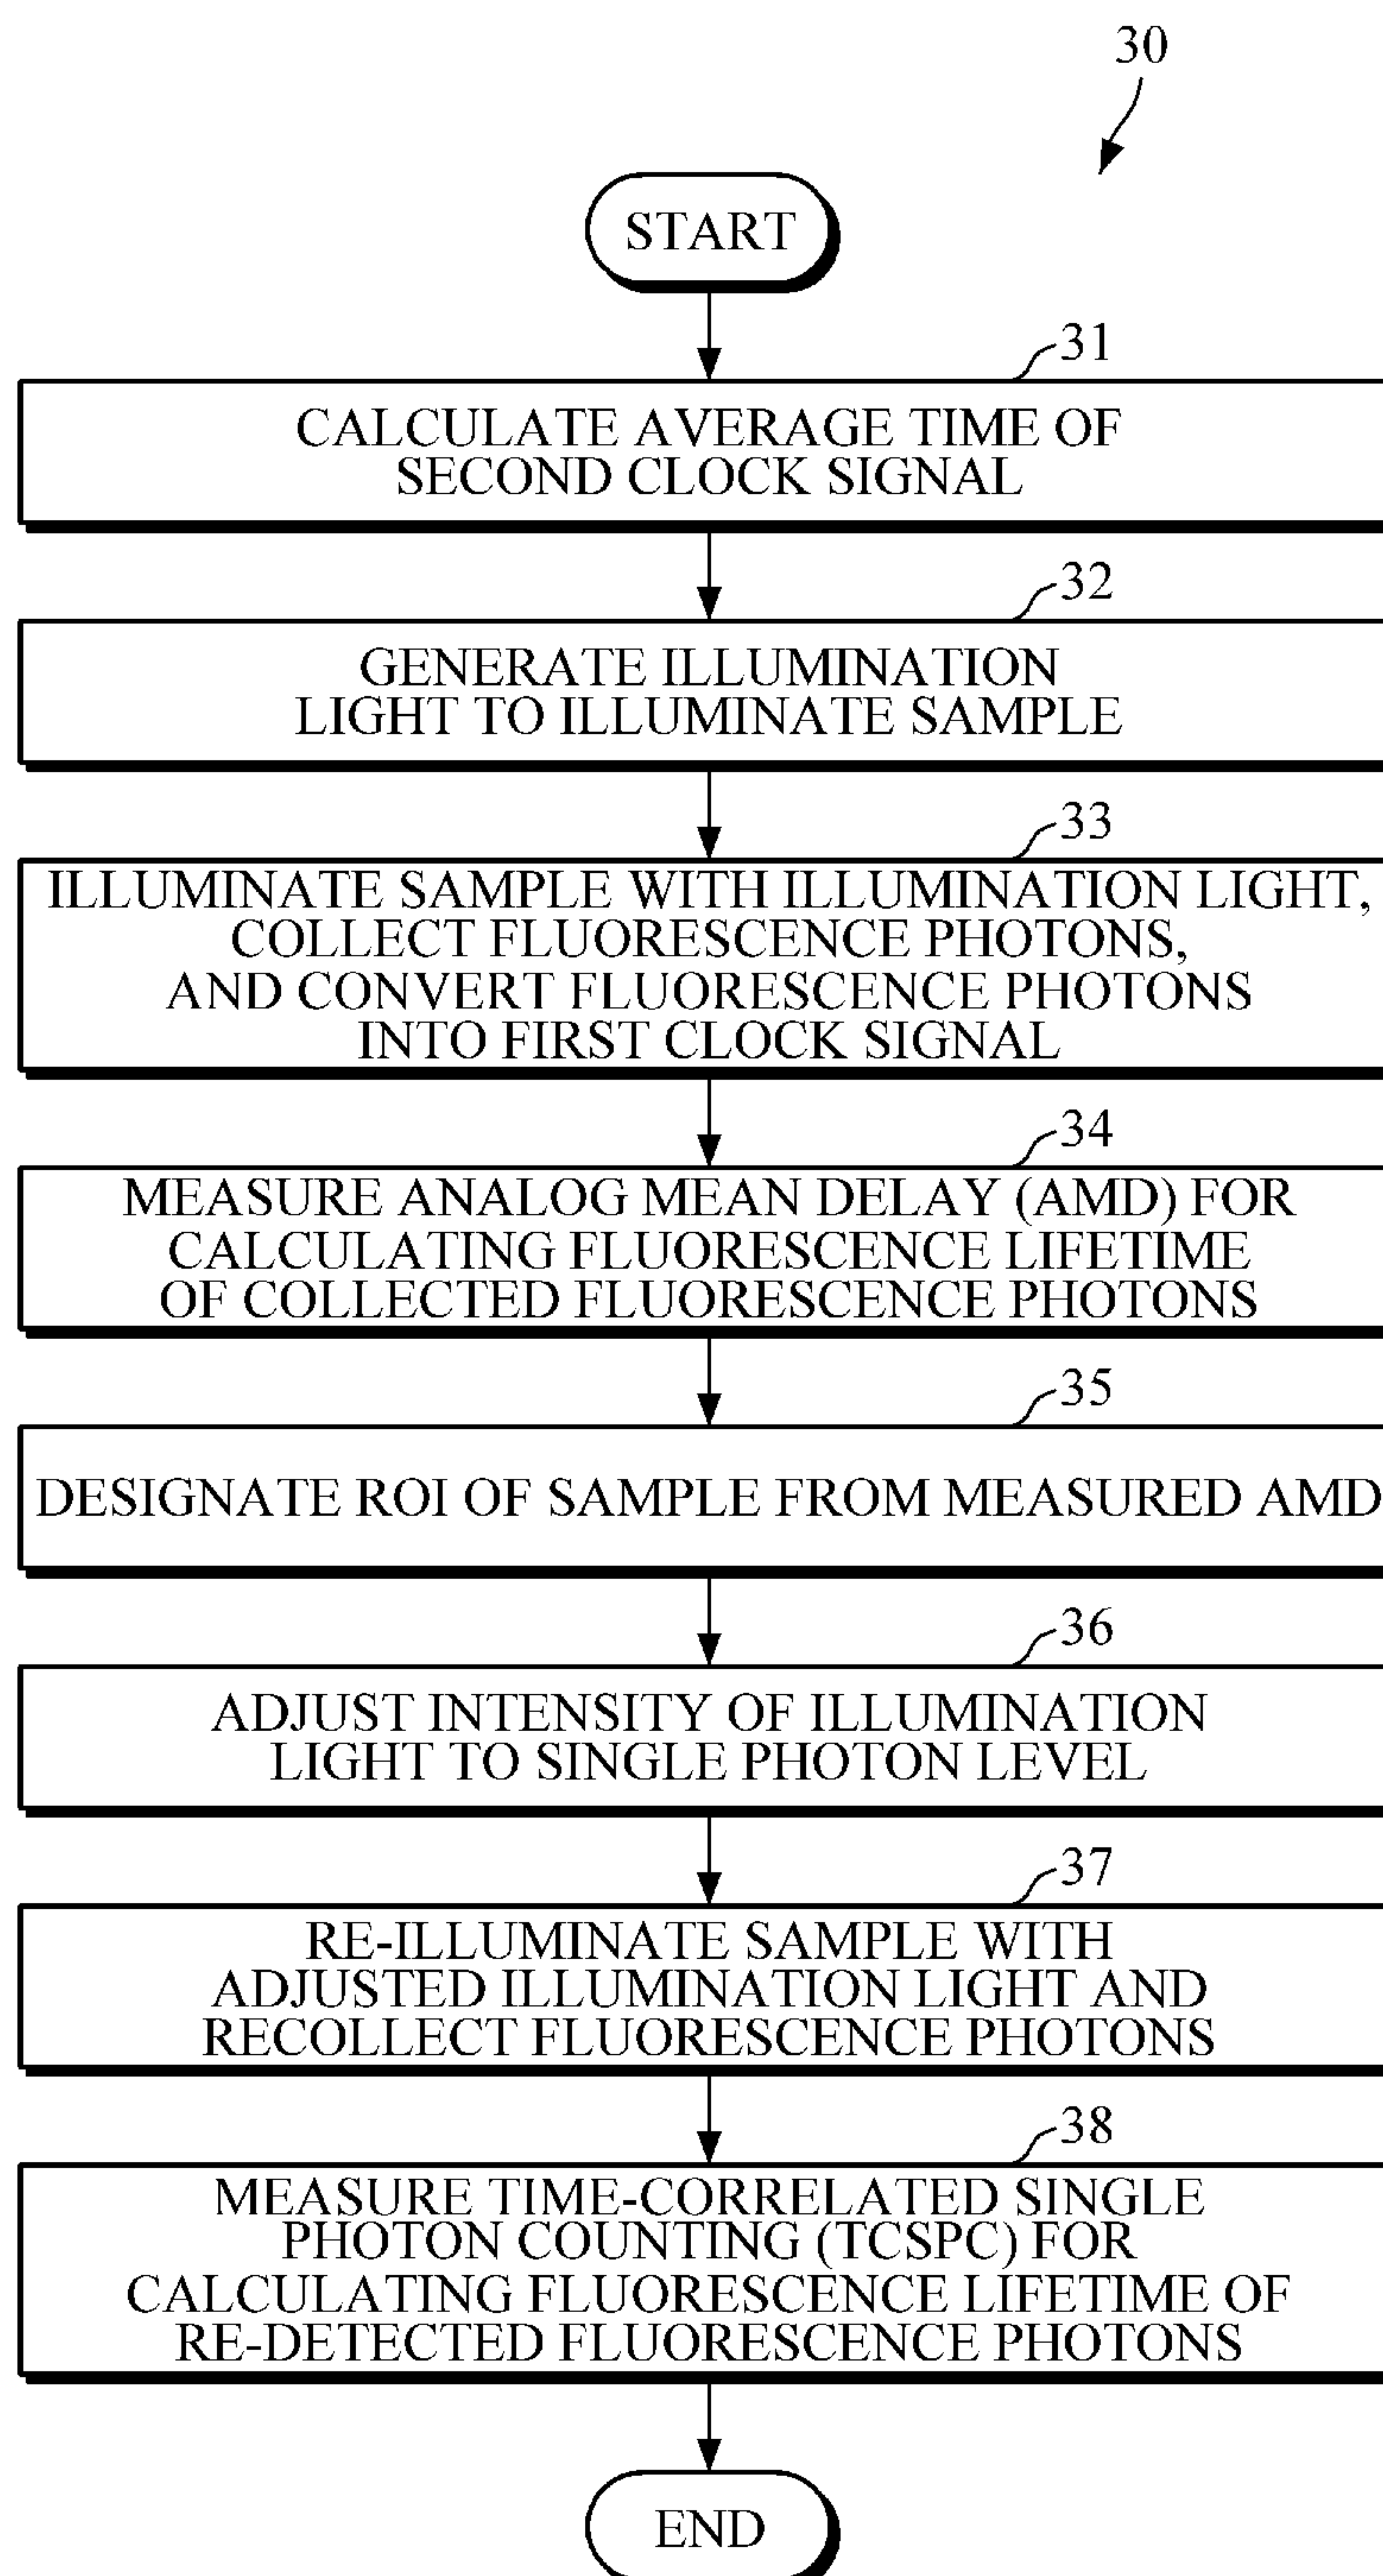 30
START
31
CALCULATE AVERAGE TIME OF
SECOND CLOCK SIGNAL
32
GENERATE ILLUMINATION
LIGHT TO ILLUMINATE SAMPLE
33
ILLUMINATE SAMPLE WITH ILLUMINATION LIGHT,
COLLECT FLUORESCENCE PHOTONS,
AND CONVERT FLUORESCENCE PHOTONS
INTO FIRST CLOCK SIGNAL
34
MEASURE ANALOG MEAN DELAY (AMD) FOR
CALCULATING FLUORESCENCE LIFETIME
OF COLLECTED FLUORESCENCE PHOTONS
35
DESIGNATE ROI OF SAMPLE FROM MEASURED AMD
36
ADJUST INTENSITY OF ILLUMINATION
LIGHT TO SINGLE PHOTON LEVEL
37
RE-ILLUMINATE SAMPLE WITH
ADJUSTED ILLUMINATION LIGHT AND
RECOLLECT FLUORESCENCE PHOTONS
38
MEASURE TIME-CORRELATED SINGLE
PHOTON COUNTING (TCSPC) FOR
CALCULATING FLUORESCENCE LIFETIME OF
RE-DETECTED FLUORESCENCE PHOTONS
END